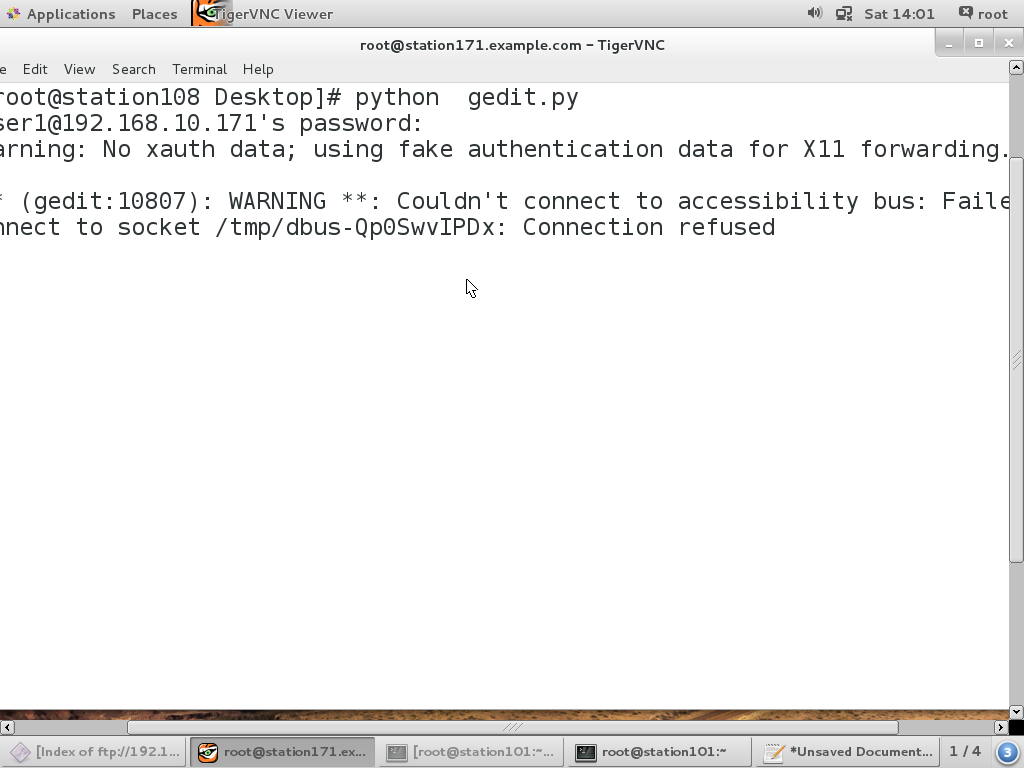 Applications Places TigerVNC Viewer Sat 14:01 root
root@station171.example.com – TigerVNC
e Edit View Search Terminal Help
root@station108 Desktop]# python  gedit.py
ser1@192.168.10.171's password:
arning: No xauth data; using fake authentication data for X11 forwarding.
* (gedit:10807): WARNING **: Couldn't connect to accessibility bus: Faile
nnect to socket /tmp/dbus-Qp0SwvIPDx: Connection refused
[Index of ftp://192.1... root@station171.ex... [root@station101:~... root@station101:~ *Unsaved Document... 1 / 4 3